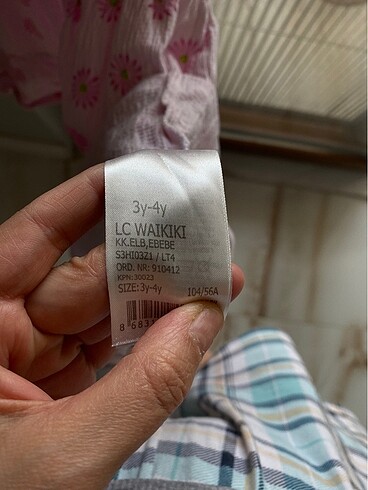 3y-4y
LC WAIKIKI
KK.ELB,EBEBE
S3HI03Z1 / LT4
ORD. NR: 910412
KPN:30023
SIZE:3y-4y 104/56A